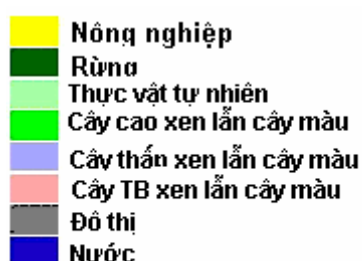 Nông nghiệp
Rừng
Thực vật tự nhiên
Cây cao xen lẫn cây màu
Cây thấp xen lẫn cây màu
Cây TB xen lẫn cây màu
Đô thị
Nước